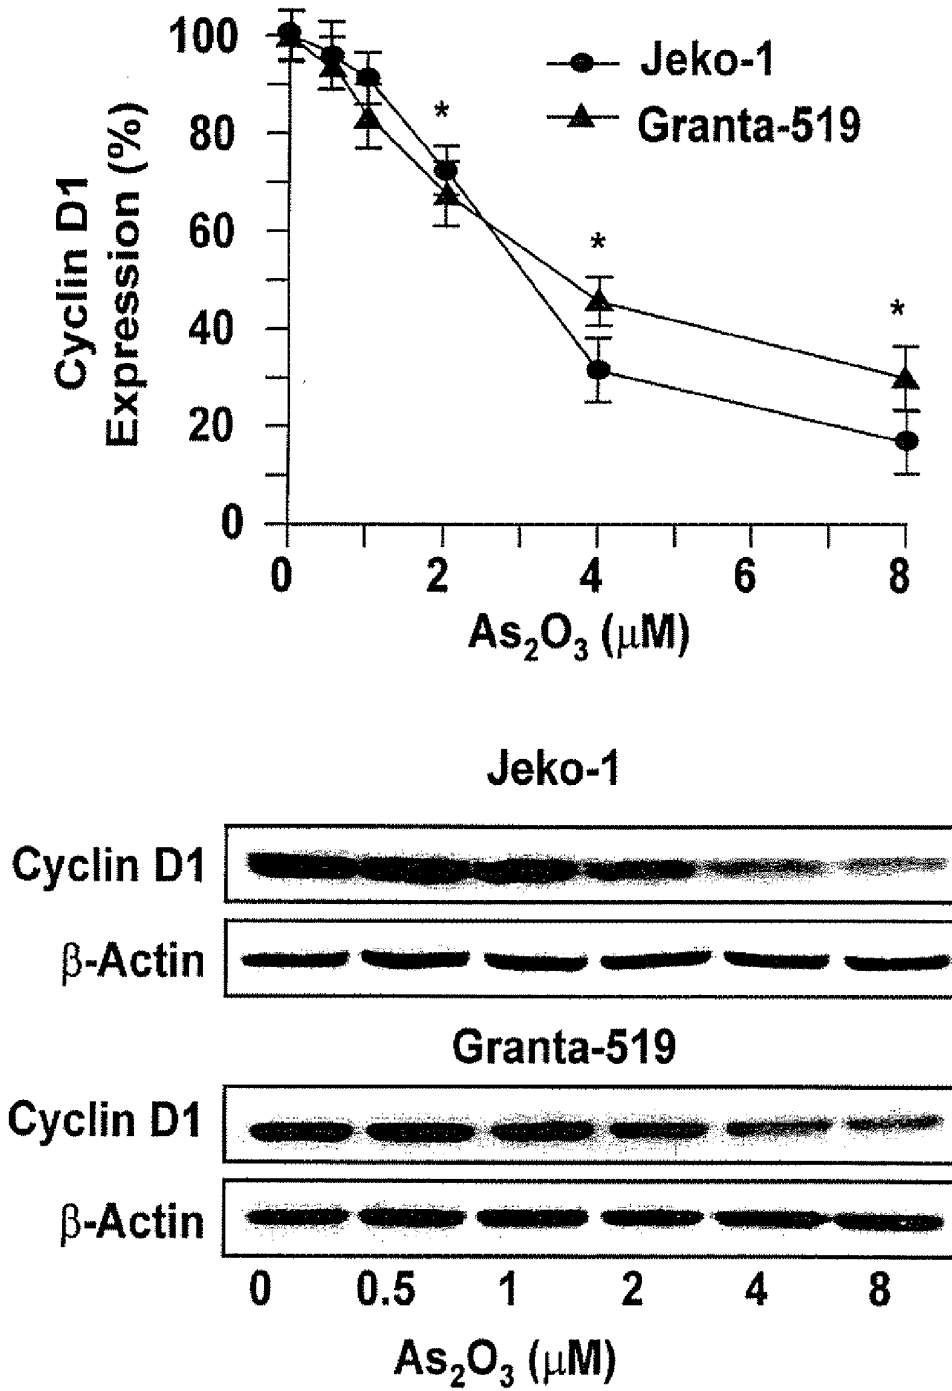 100
80
60
40
20
0
Cyclin D1
Expression (%)
Jeko-1
Granta-519
*
*
*
0 2 4 6 8
As₂O₃ (μM)
Jeko-1
Cyclin D1
β-Actin
Granta-519
Cyclin D1
β-Actin
0 0.5 1 2 4 8
As₂O₃ (μM)